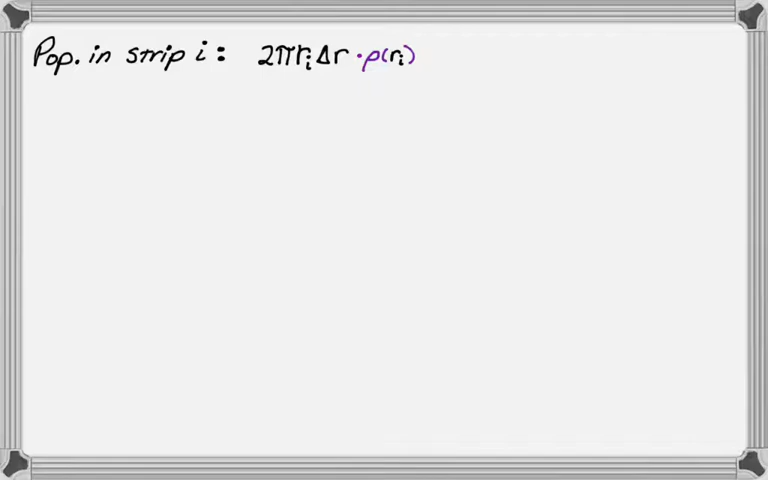 Pop. in strip i: 2πrᵢΔr · ρ(rᵢ)